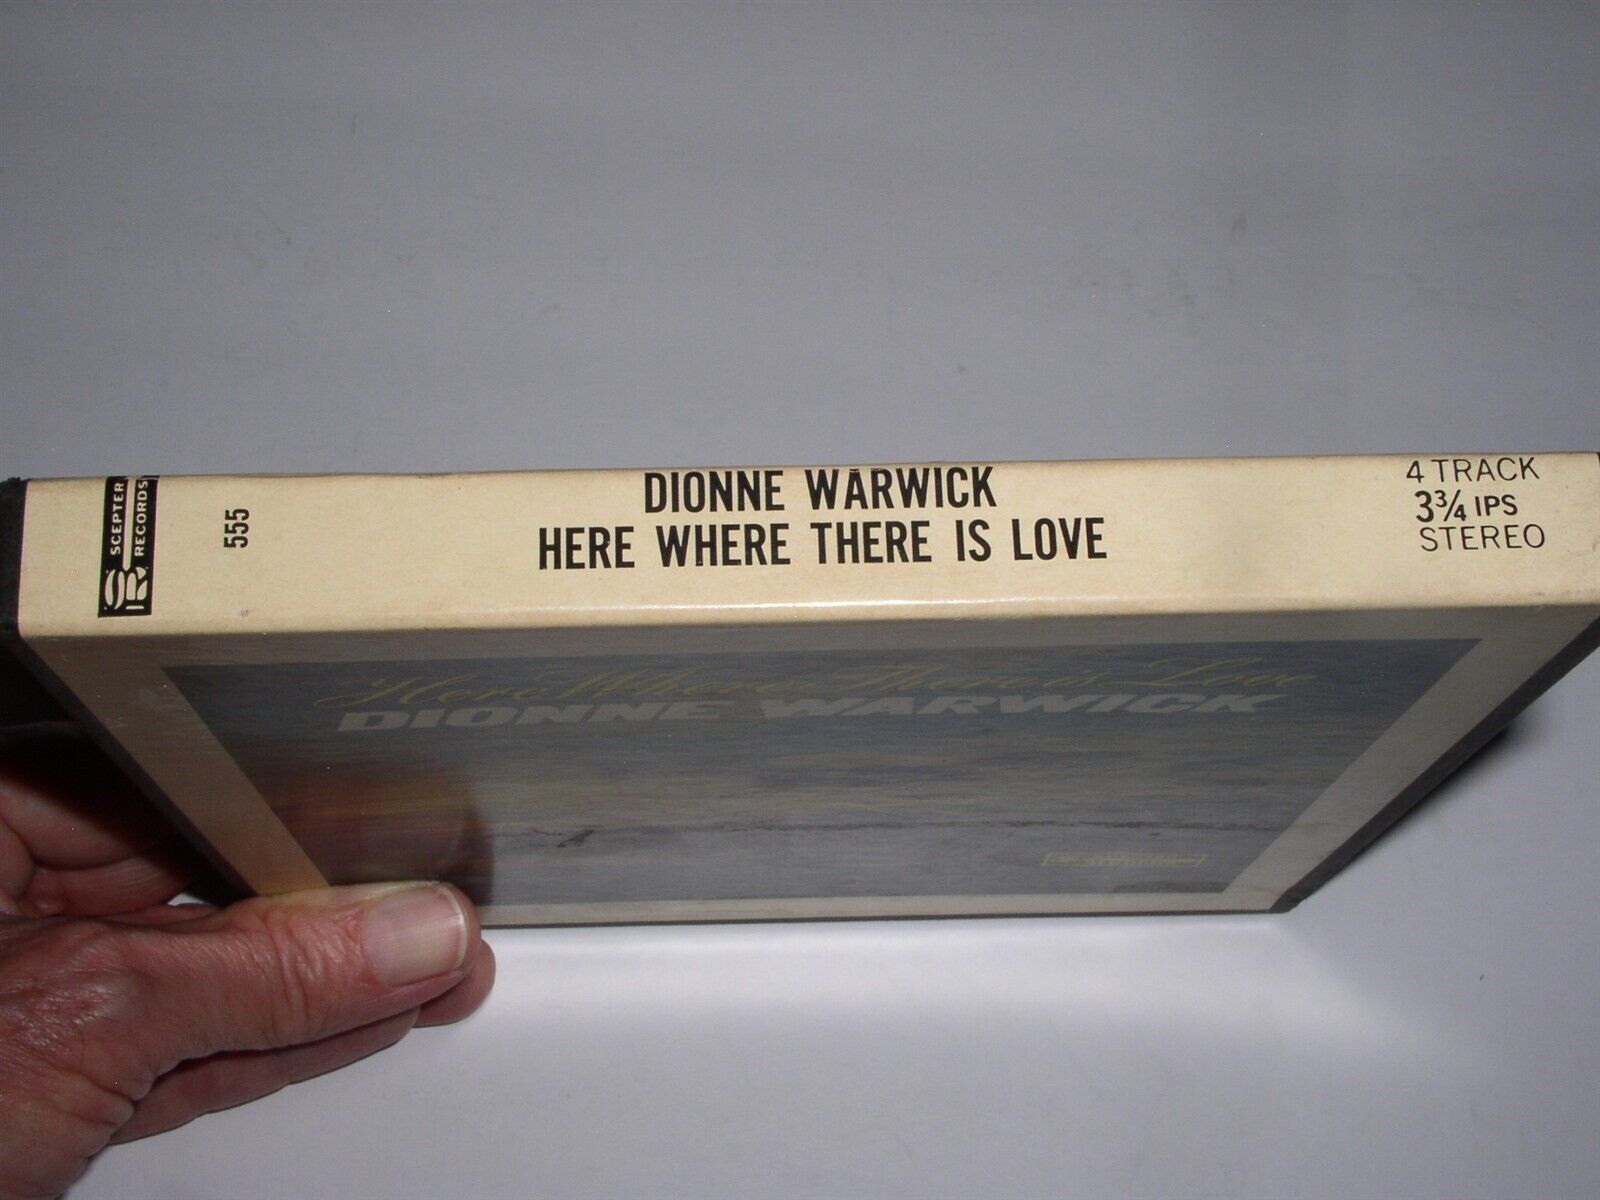 SCEPTER
RECORDS
SR
555
DIONNE WARWICK
HERE WHERE THERE IS LOVE
4 TRACK
3¾ IPS
STEREO
Here Where There is Love
DIONNE WARWICK